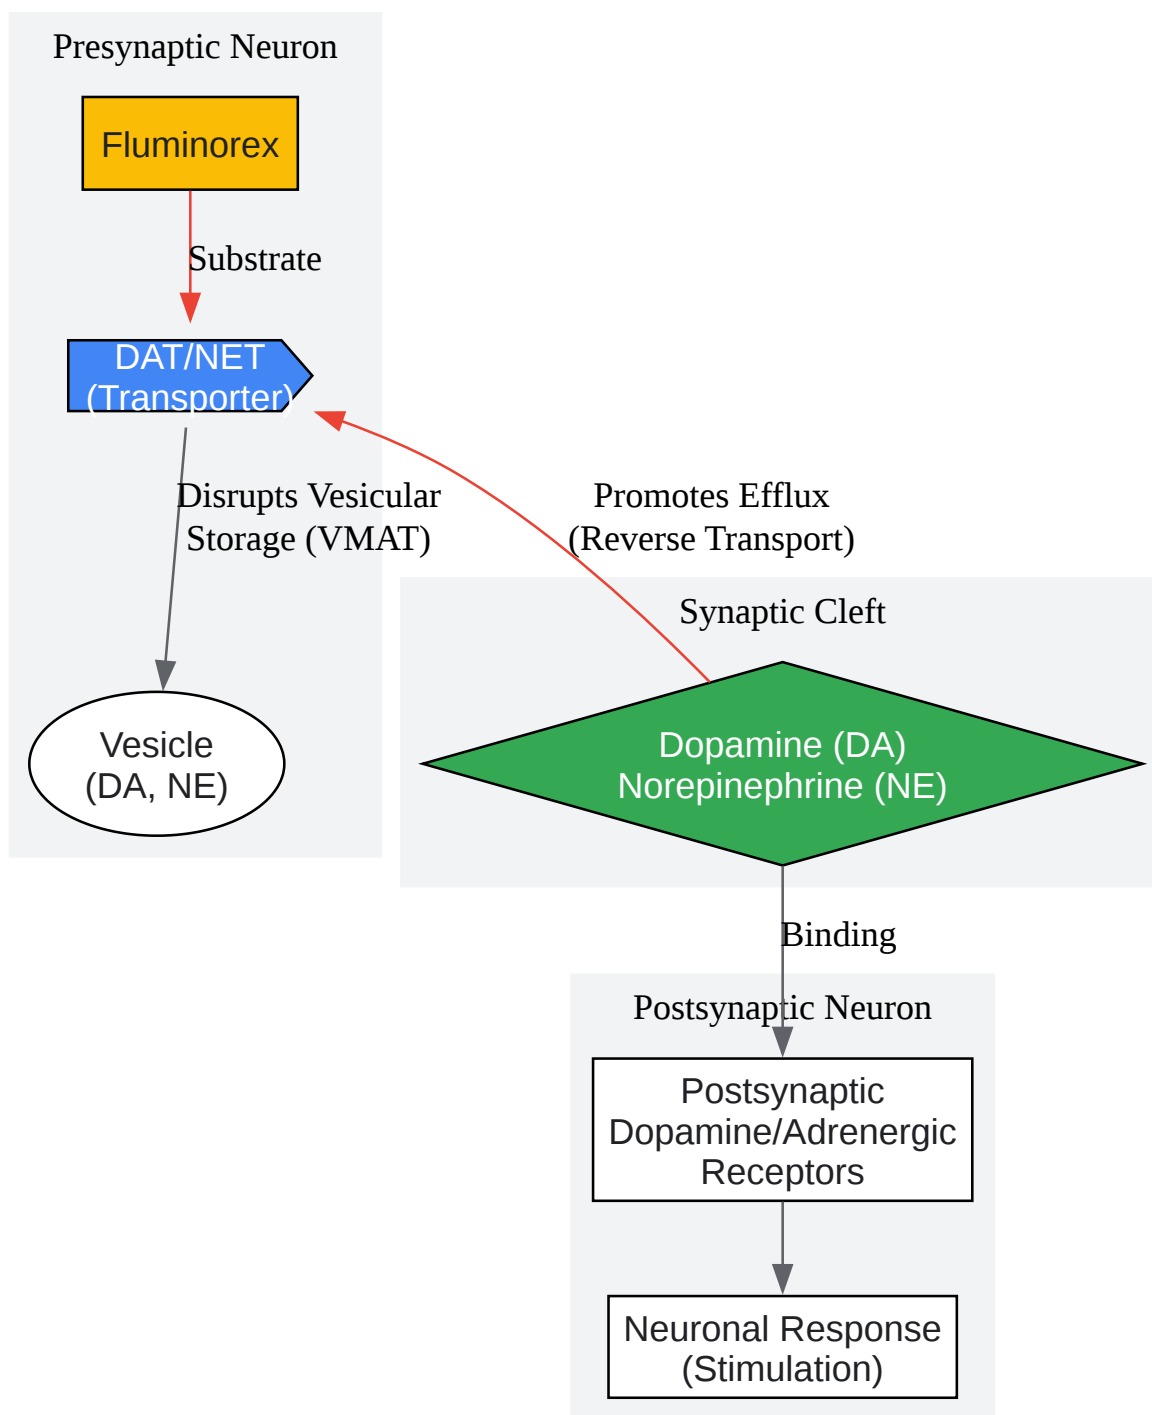 Presynaptic Neuron
Fluminorex
Substrate
DAT/NET
(Transporter)
Disrupts Vesicular
Storage (VMAT)
Promotes Efflux
(Reverse Transport)
Vesicle
(DA, NE)
Synaptic Cleft
Dopamine (DA)
Norepinephrine (NE)
Binding
Postsynaptic Neuron
Postsynaptic
Dopamine/Adrenergic
Receptors
Neuronal Response
(Stimulation)